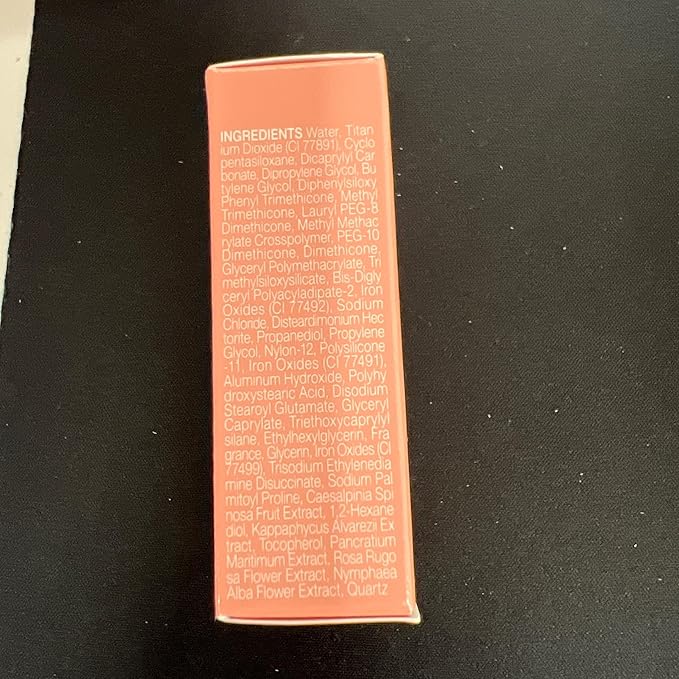 INGREDIENTS Water, Titan
ium Dioxide (CI 77891), Cyclo
pentasiloxane, Dicaprylyl Car
bonate, Dipropylene Glycol, Bu
tylene Glycol, Diphenylsiloxy
Phenyl Trimethicone, Methyl
Trimethicone, Lauryl PEG-8
Dimethicone, Methyl Methac
rylate Crosspolymer, PEG-10
Dimethicone, Dimethicone,
Glyceryl Polymethacrylate, Tri
methylsiloxysilicate, Bis-Digly
ceryl Polyacyladipate-2, Iron
Oxides (CI 77492), Sodium
Chloride, Disteardimonium Hec
torite, Propanediol, Propylene
Glycol, Nylon-12, Polysilicone
-11, Iron Oxides (CI 77491),
Aluminum Hydroxide, Polyhy
droxystearic Acid, Disodium
Stearoyl Glutamate, Glyceryl
Caprylate, Triethoxycaprylyl
silane, Ethylhexylglycerin, Fra
grance, Glycerin, Iron Oxides (CI
77499), Trisodium Ethylenedia
mine Disuccinate, Sodium Pal
mitoyl Proline, Caesalpinia Spi
nosa Fruit Extract, 1,2-Hexane
diol, Kappaphycus Alvarezii Ex
tract, Tocopherol, Pancratium
Maritimum Extract, Rosa Rugo
sa Flower Extract, Nymphaea
Alba Flower Extract, Quartz